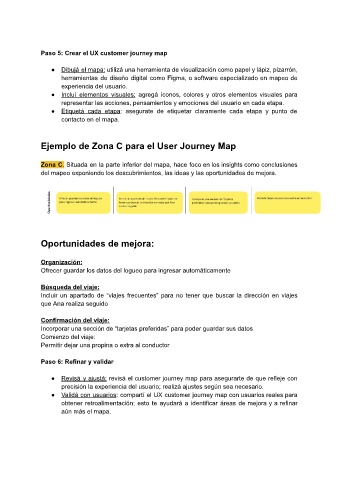 Paso 5: Crear el UX customer journey map
● Dibujá el mapa: utilizá una herramienta de visualización como papel y lápiz, pizarrón,
herramientas de diseño digital como Figma, o software especializado en mapeo de
experiencia del usuario.
● Incluí elementos visuales: agregá iconos, colores y otros elementos visuales para
representar las acciones, pensamientos y emociones del usuario en cada etapa.
● Etiquetá cada etapa: asegurate de etiquetar claramente cada etapa y punto de
contacto en el mapa.
Ejemplo de Zona C para el User Journey Map
Zona C. Situada en la parte inferior del mapa, hace foco en los insights como conclusiones
del mapeo exponiendo los descubrimientos, las ideas y las oportunidades de mejora.
Oportunidades
Oportunidades de mejora:
Organización:
Ofrecer guardar los datos del logueo para ingresar automáticamente
Búsqueda del viaje:
Incluir un apartado de “viajes frecuentes” para no tener que buscar la dirección en viajes
que Ana realiza seguido
Confirmación del viaje:
Incorporar una sección de “tarjetas preferidas” para poder guardar sus datos
Comienzo del viaje:
Permitir dejar una propina o extra al conductor
Paso 6: Refinar y validar
● Revisá y ajustá: revisá el customer journey map para asegurarte de que refleje con
precisión la experiencia del usuario; realizá ajustes según sea necesario.
● Validá con usuarios: compartí el UX customer journey map con usuarios reales para
obtener retroalimentación; esto te ayudará a identificar áreas de mejora y a refinar
aún más el mapa.